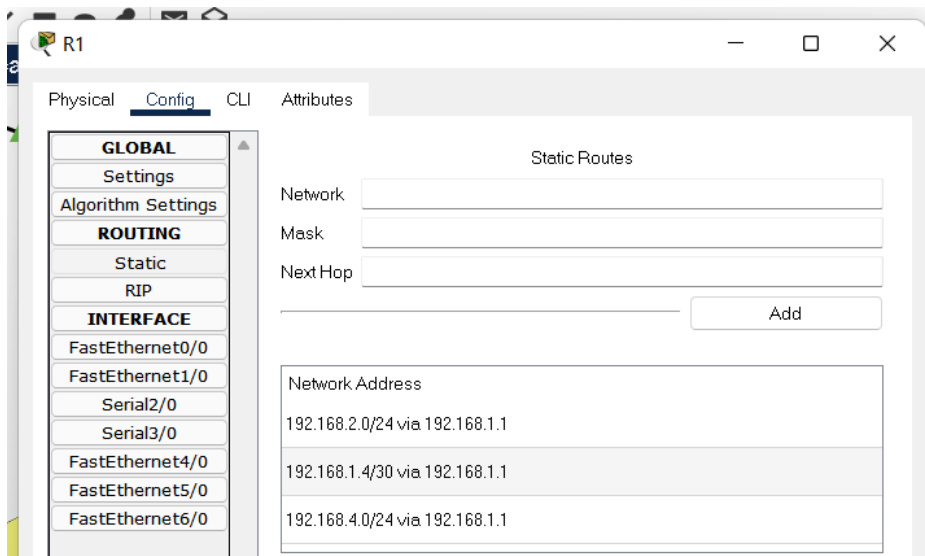 R1
Physical Config CLI Attributes
GLOBAL
Settings
Algorithm Settings
ROUTING
Static
RIP
INTERFACE
FastEthernet0/0
FastEthernet1/0
Serial2/0
Serial3/0
FastEthernet4/0
FastEthernet5/0
FastEthernet6/0
Static Routes
Network
Mask
Next Hop
Add
Network Address
192.168.2.0/24 via 192.168.1.1
192.168.1.4/30 via 192.168.1.1
192.168.4.0/24 via 192.168.1.1